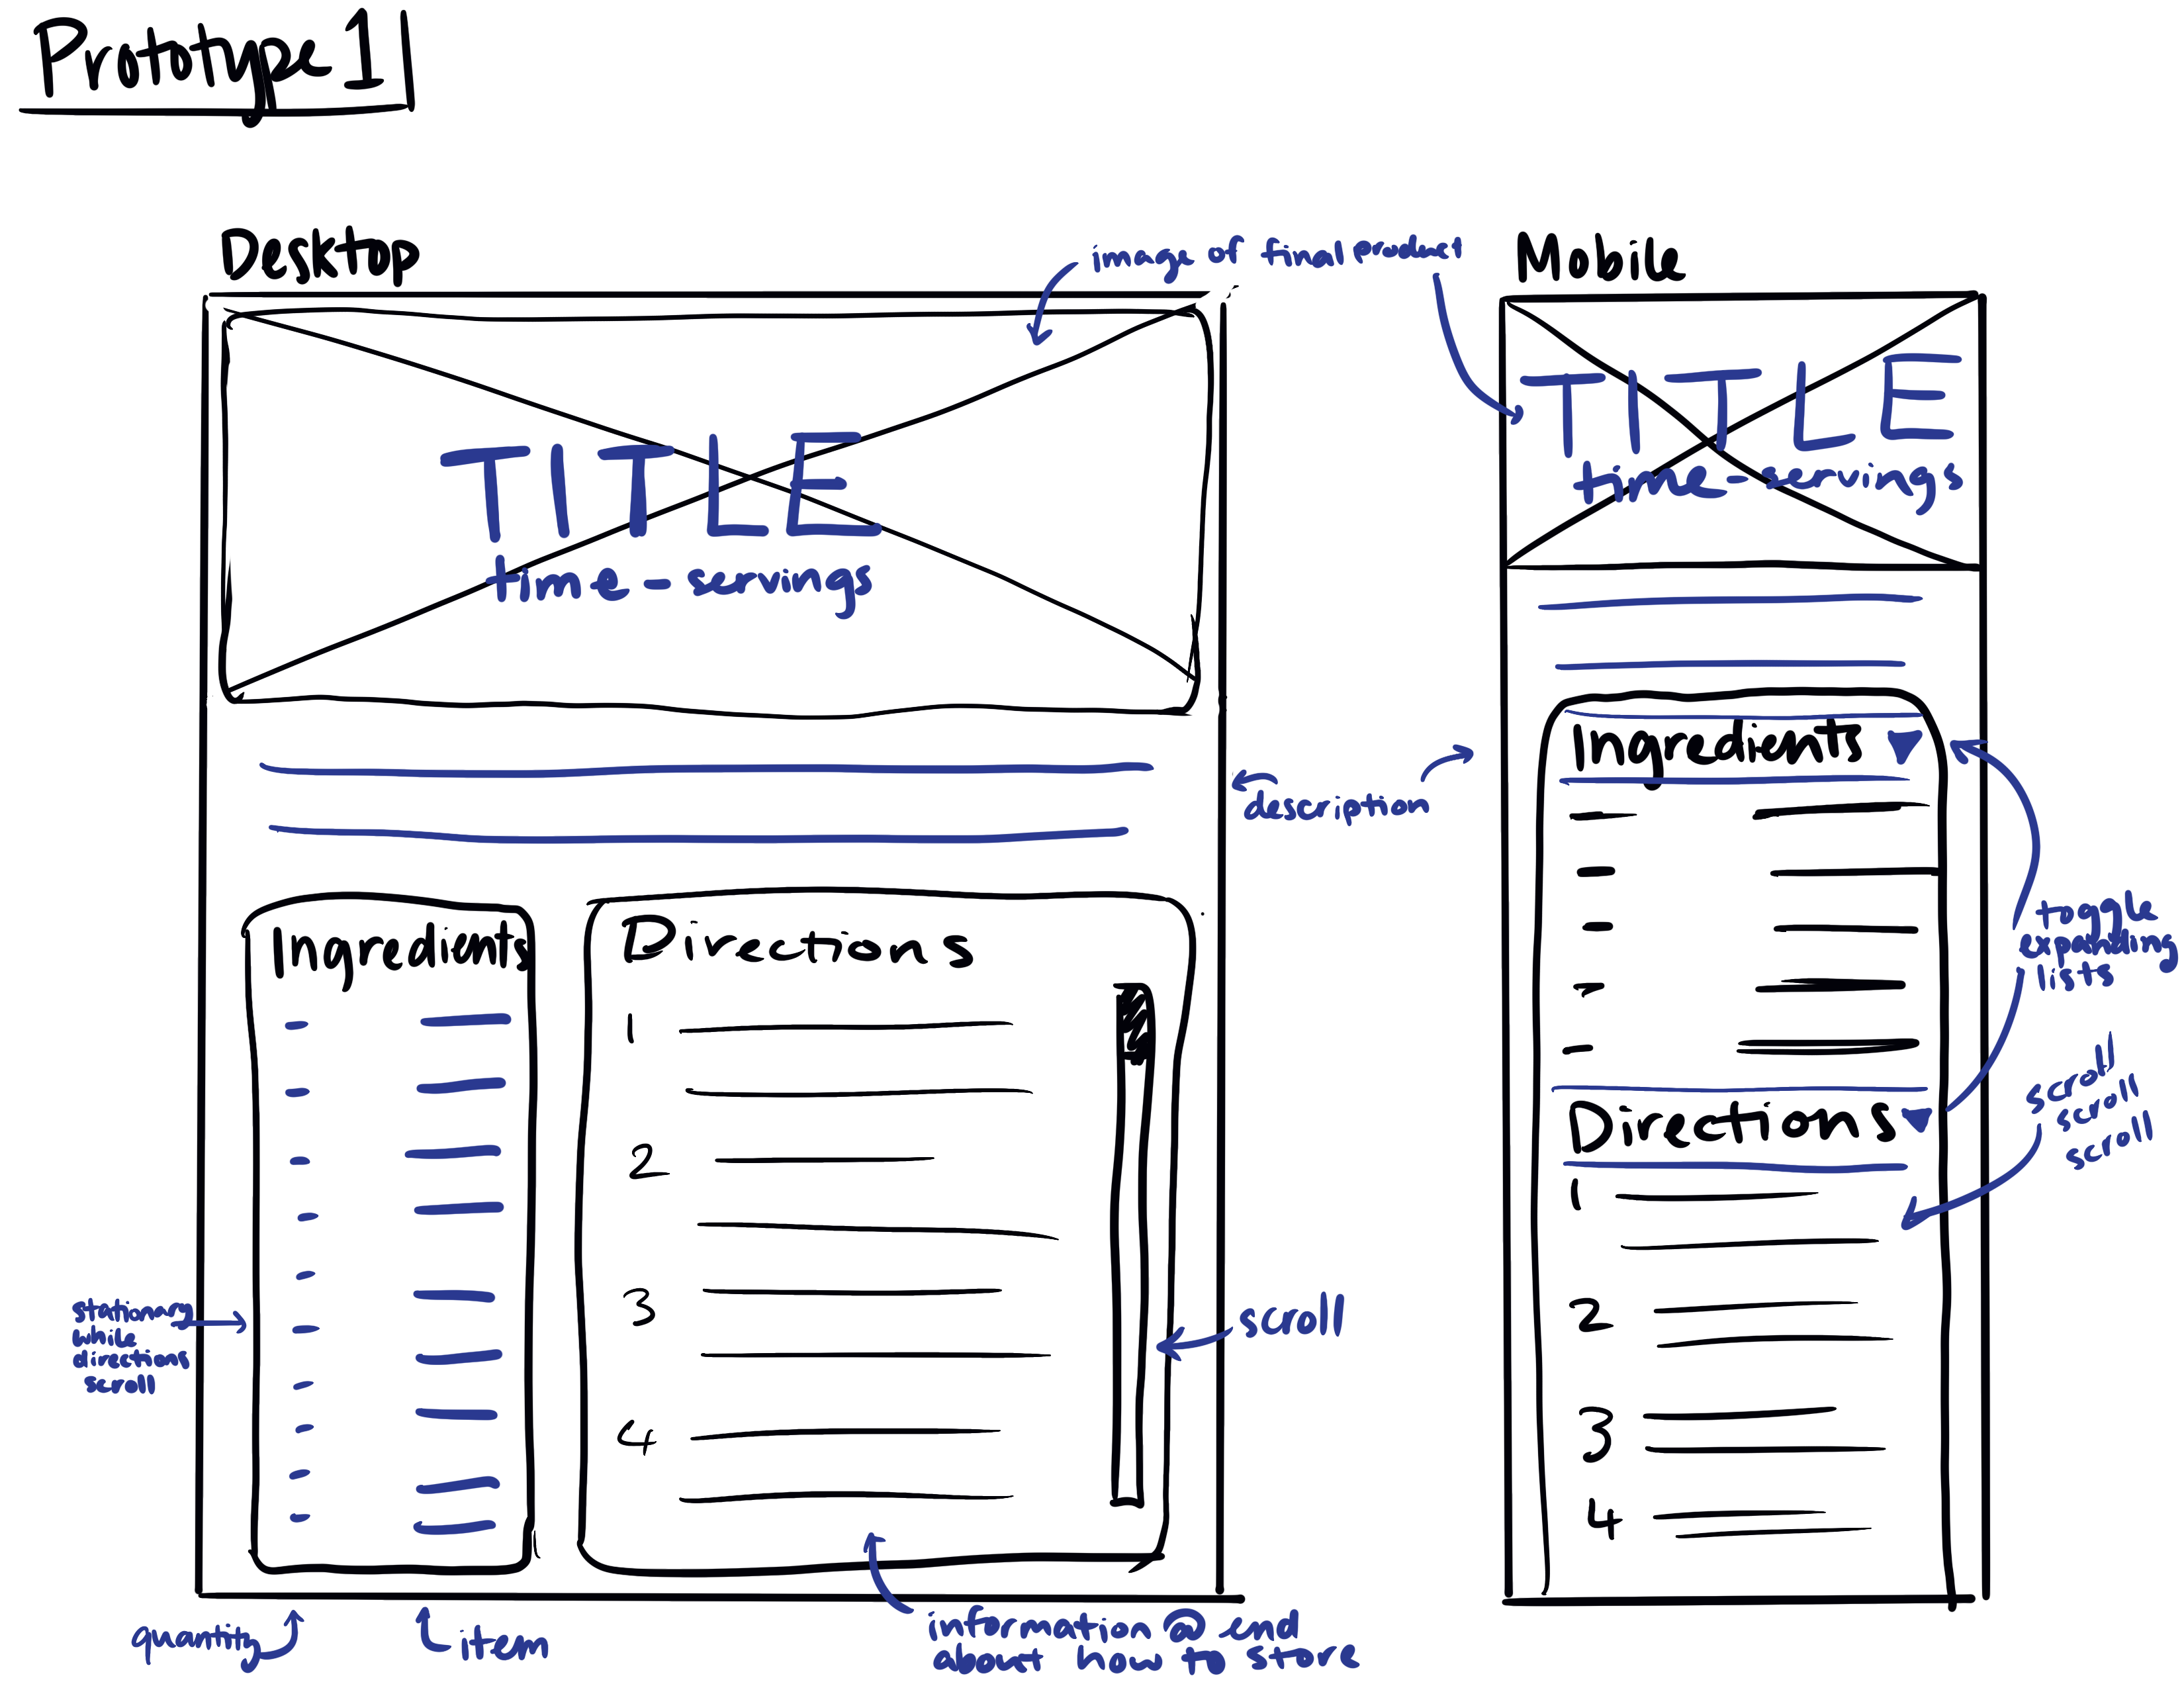 Prototype 1
Desktop
image of final product
Mobile
TITLE
time - servings
TITLE
time - servings
description
Ingredients
Directions
1
2
3
4
scroll
stationary
while
directions
scroll
quantity
item
information @ end
about how to store
Ingredients
Directions
1
2
3
4
toggle
expanding
lists
scroll
scroll
scroll